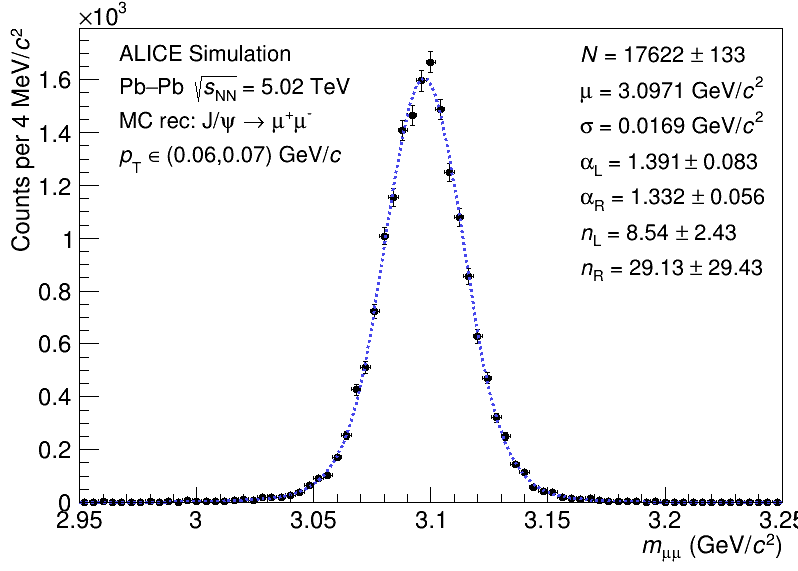 ×10³
ALICE Simulation
Pb–Pb √s_NN = 5.02 TeV
MC rec: J/ψ → μ⁺μ⁻
p_T ∈ (0.06,0.07) GeV/c
N = 17622 ± 133
μ = 3.0971 GeV/c²
σ = 0.0169 GeV/c²
α_L = 1.391 ± 0.083
α_R = 1.332 ± 0.056
n_L = 8.54 ± 2.43
n_R = 29.13 ± 29.43
Counts per 4 MeV/c²
1.6
1.4
1.2
1
0.8
0.6
0.4
0.2
0
2.95 3 3.05 3.1 3.15 3.2 3.25
m_μμ (GeV/c²)